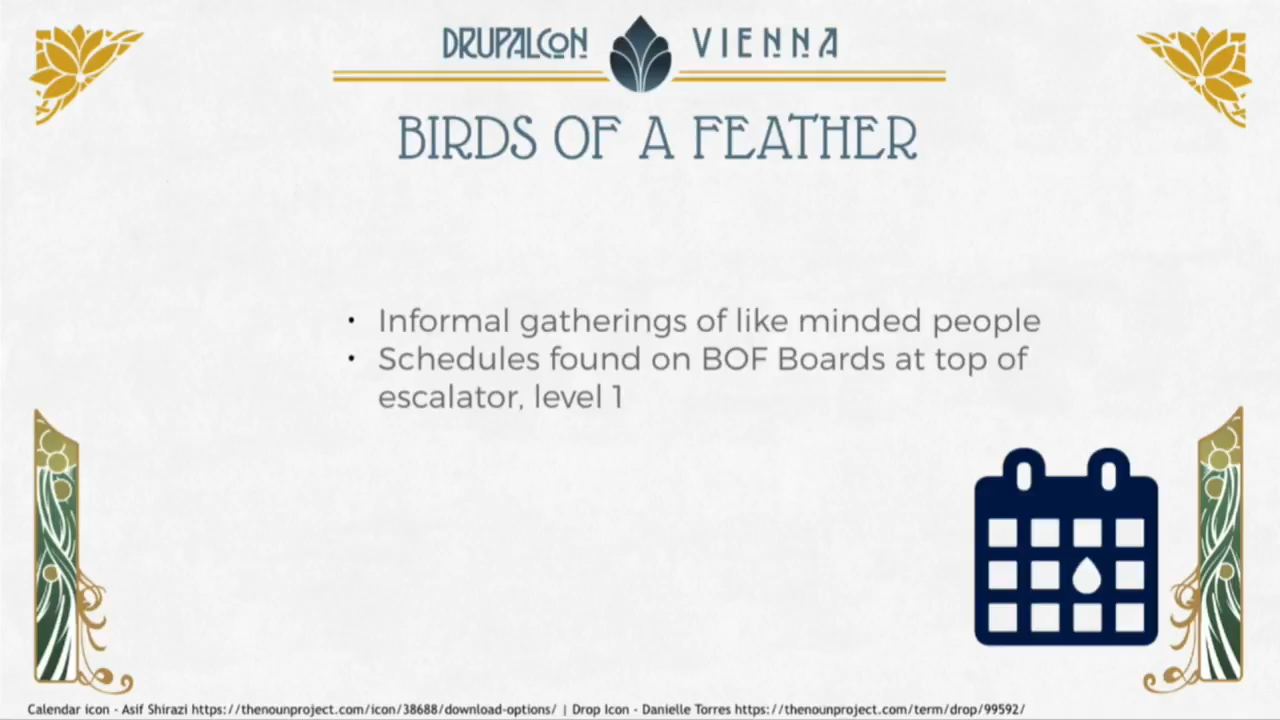 DRUPALCON VIENNA
BIRDS OF A FEATHER
• Informal gatherings of like minded people
• Schedules found on BOF Boards at top of
escalator, level 1
Calendar icon - Asif Shirazi https://thenounproject.com/icon/38688/download-options/ | Drop Icon - Danielle Torres https://thenounproject.com/term/drop/99592/